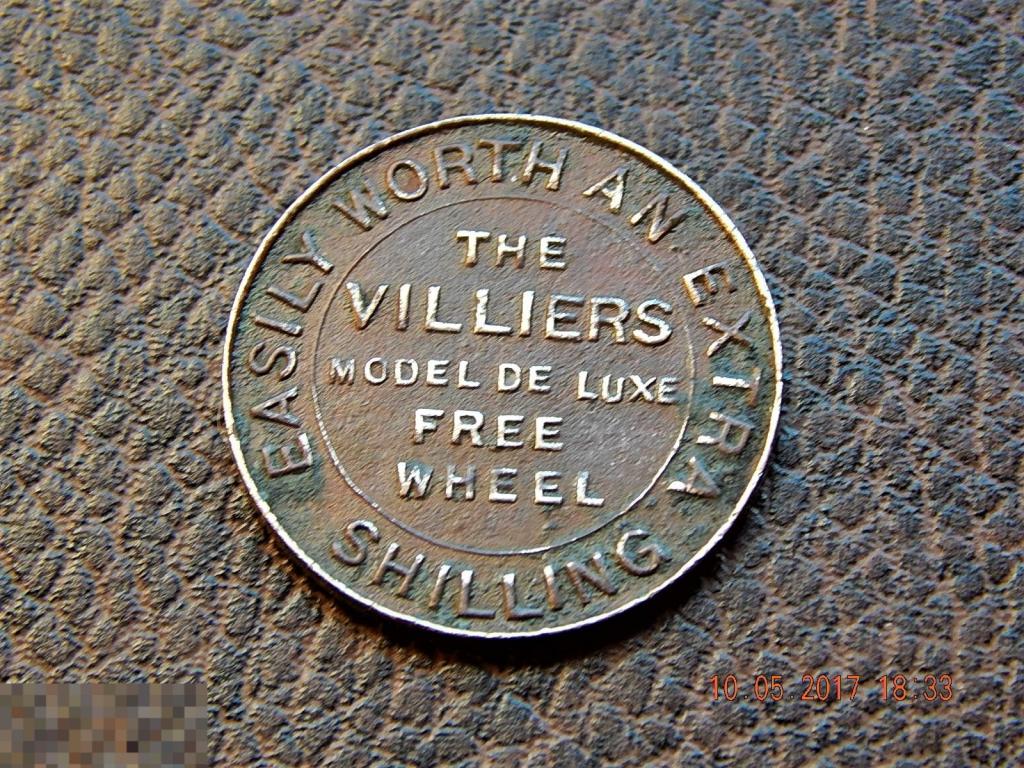 EASILY WORTH AN EXTRA
SHILLING
THE
VILLIERS
MODEL DE LUXE
FREE
WHEEL
10.05.2017 18:33